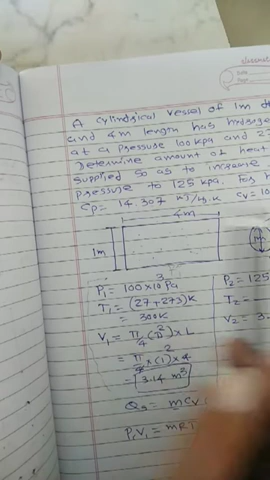 A cylindrical vessel of 1m d
and 4m length has hydroge
at a pressure 100 kpa and 2
Determine amount of heat
supplied so as to increase
pressure to 125 kpa. For h
Cp = 14.307 KJ/kg.K Cv = 10
4m
1m
P₁ = 100×10³ Pa
T₁ = (27+273)K
= 300K
V₁ = π/4 (D²) × L
= π/4 × (1)² × 4
= 3.14 m³
P₂ = 125
T₂ =
V₂ = 3.
Qs = mCv
P₁V₁ = mRT